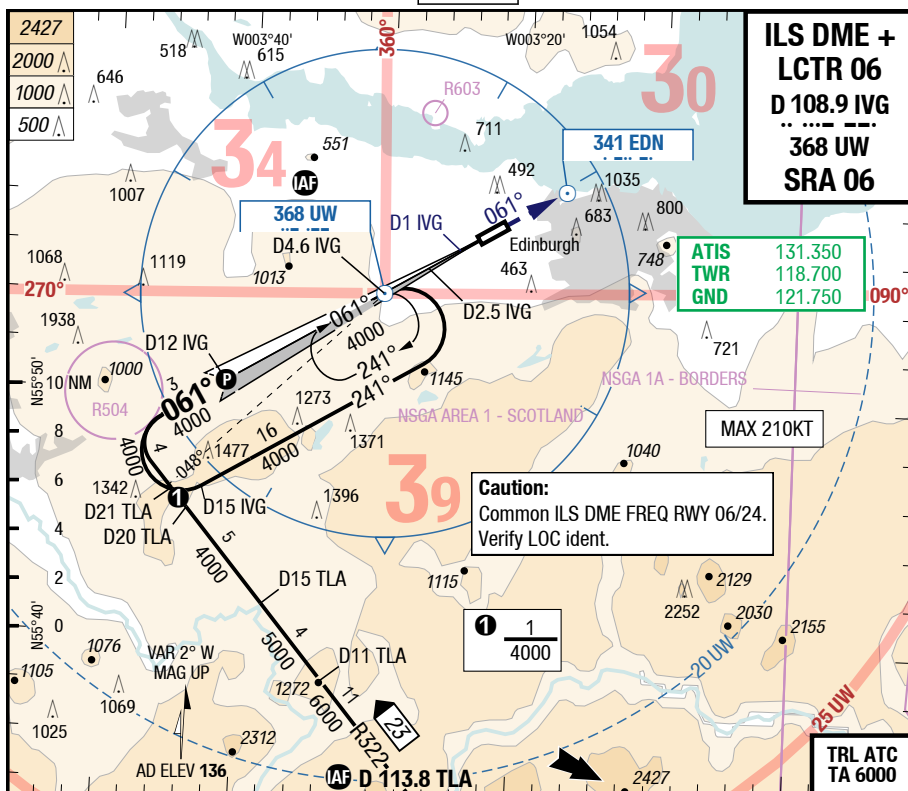 2427
2000
1000
500
518
646
615
W003°40'
360°
W003°20'
1054
30
ILS DME +
LCTR 06
D 108.9 IVG
368 UW
SRA 06
R603
711
34
551
IAF
341 EDN
1007
492
1035
061°
368 UW
D1 IVG
683
800
D4.6 IVG
Edinburgh
748
ATIS 131.350
TWR 118.700
GND 121.750
1068
1119
1013
463
270°
090°
061°
D2.5 IVG
1938
4000
721
D12 IVG
241°
N55°50'
10 NM
1000
P
3
1145
NSGA 1A - BORDERS
R504
061°
4000
1273
241°
NSGA AREA 1 - SCOTLAND
MAX 210KT
8
4000
4
16
1371
1477
4000
048°
1040
6
1342
39
D21 TLA
1
D15 IVG
1396
Caution:
Common ILS DME FREQ RWY 06/24.
Verify LOC ident.
D20 TLA
4
5
4000
2
1115
2129
D15 TLA
2252
1
1
4000
2030
N55°40'
0
4
2155
1076
VAR 2° W
MAG UP
5000
20 UW
1105
D11 TLA
1069
1272
11
6000
1025
23
R322
25 UW
2312
AD ELEV 136
IAF D 113.8 TLA
2427
TRL ATC
TA 6000